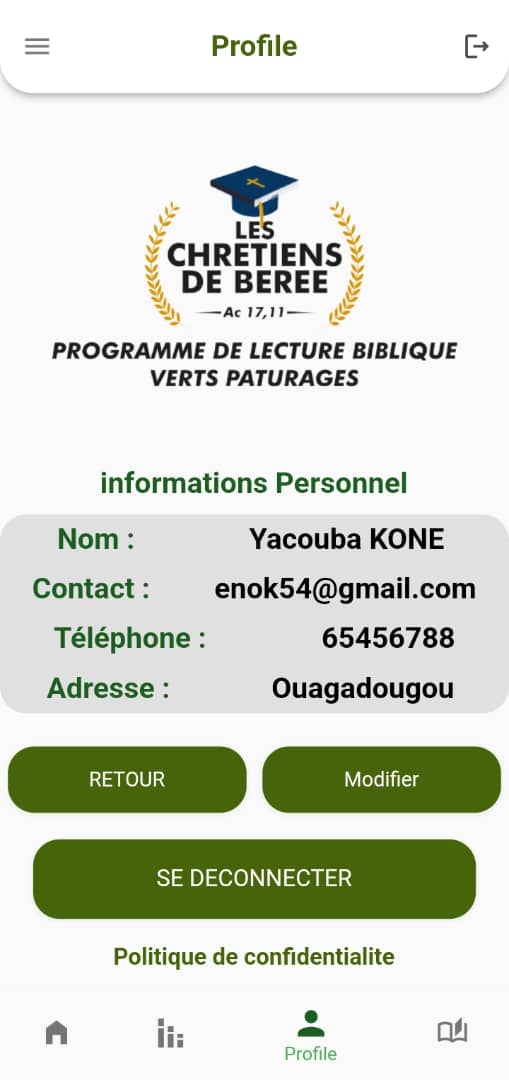 Profile
LES
CHRETIENS
DE BEREE
Ac 17,11
PROGRAMME DE LECTURE BIBLIQUE
VERTS PATURAGES
informations Personnel
Nom : Yacouba KONE
Contact : enok54@gmail.com
Téléphone : 65456788
Adresse : Ouagadougou
RETOUR Modifier
SE DECONNECTER
Politique de confidentialite
Profile